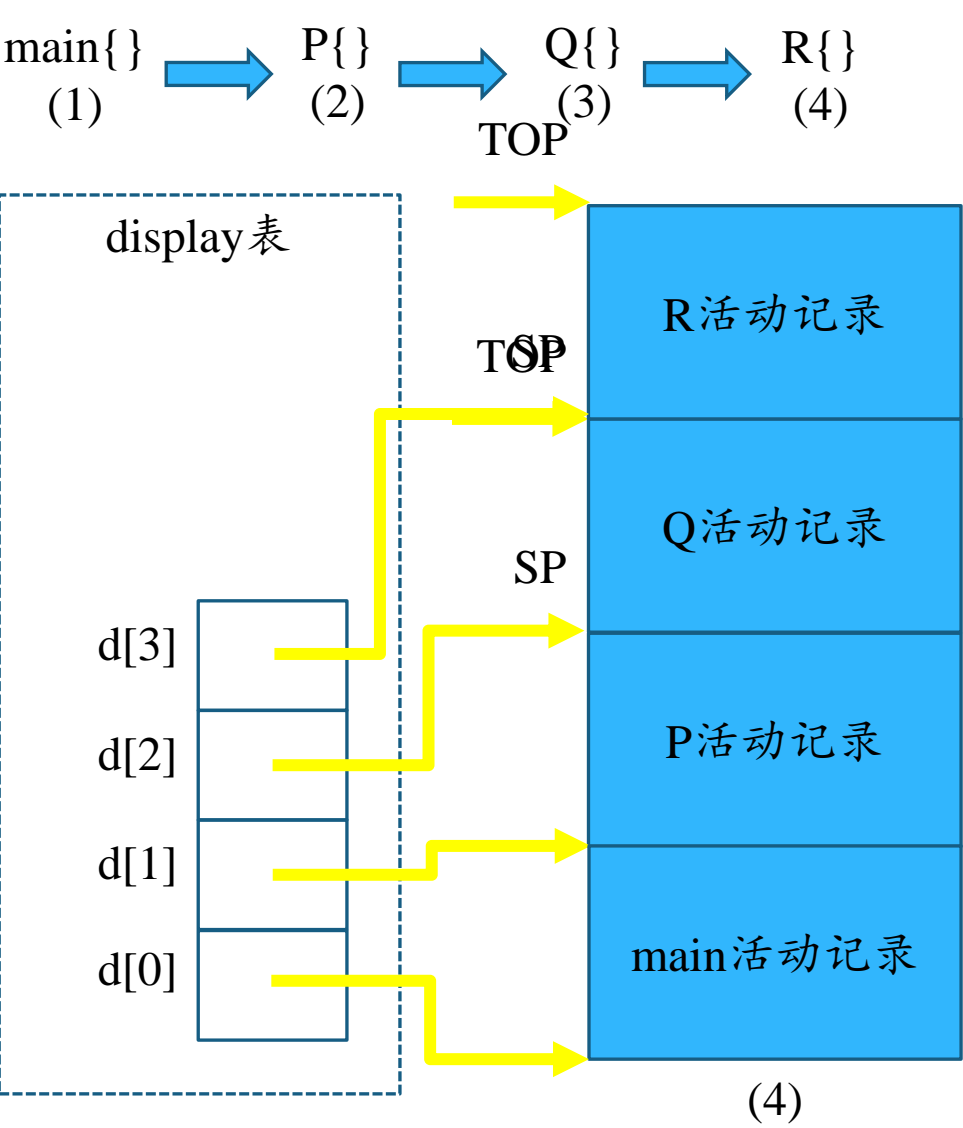 main{} P{} Q{} R{}
(1) (2) (3) (4)
TOP
display表
R活动记录
TOP
SP
Q活动记录
SP
d[3]
P活动记录
d[2]
d[1]
main活动记录
d[0]
(4)